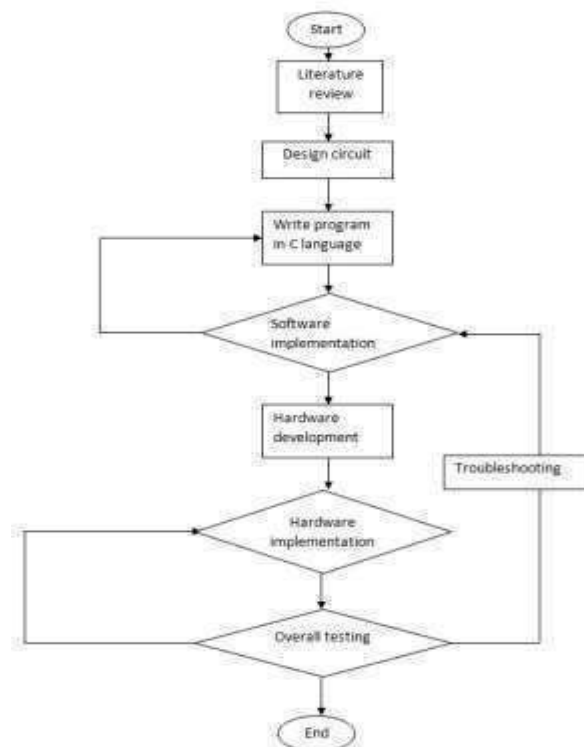 Start
Literature
review
Design circuit
Write program
in C language
Software
implementation
Hardware
development
Troubleshooting
Hardware
implementation
Overall testing
End